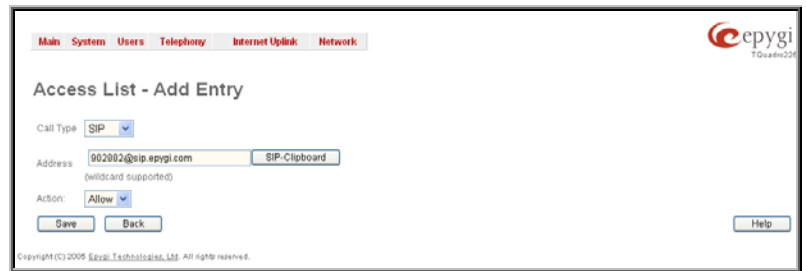 epygi
Main System Users Telephony Internet Uplink Network
Access List - Add Entry
Call Type SIP
Address 902002@sip.epygi.com SIP-Clipboard
(wildcard supported)
Action: Allow
Save Back Help
Copyright (C) 2005 Epygi Technologies, Ltd. All rights reserved.